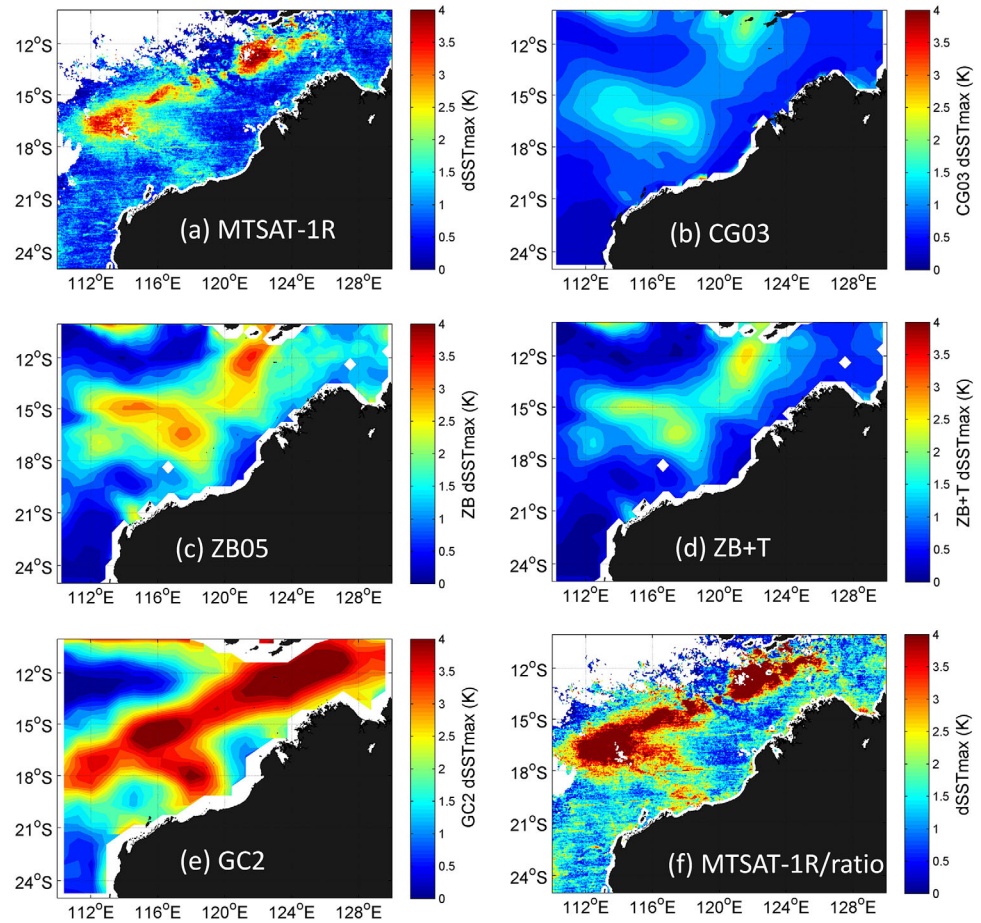 12°S
15°S
18°S
21°S
24°S
112°E 116°E 120°E 124°E 128°E
(a) MTSAT-1R
4
3.5
3
2.5
2
1.5
1
0.5
0
dSSTmax (K)
12°S
15°S
18°S
21°S
24°S
112°E 116°E 120°E 124°E 128°E
(b) CG03
4
3.5
3
2.5
2
1.5
1
0.5
0
CG03 dSSTmax (K)
12°S
15°S
18°S
21°S
24°S
112°E 116°E 120°E 124°E 128°E
(c) ZB05
4
3.5
3
2.5
2
1.5
1
0.5
0
ZB dSSTmax (K)
12°S
15°S
18°S
21°S
24°S
112°E 116°E 120°E 124°E 128°E
(d) ZB+T
4
3.5
3
2.5
2
1.5
1
0.5
0
ZB+T dSSTmax (K)
12°S
15°S
18°S
21°S
24°S
112°E 116°E 120°E 124°E 128°E
(e) GC2
4
3.5
3
2.5
2
1.5
1
0.5
0
GC2 dSSTmax (K)
12°S
15°S
18°S
21°S
24°S
112°E 116°E 120°E 124°E 128°E
(f) MTSAT-1R/ratio
4
3.5
3
2.5
2
1.5
1
0.5
0
dSSTmax (K)